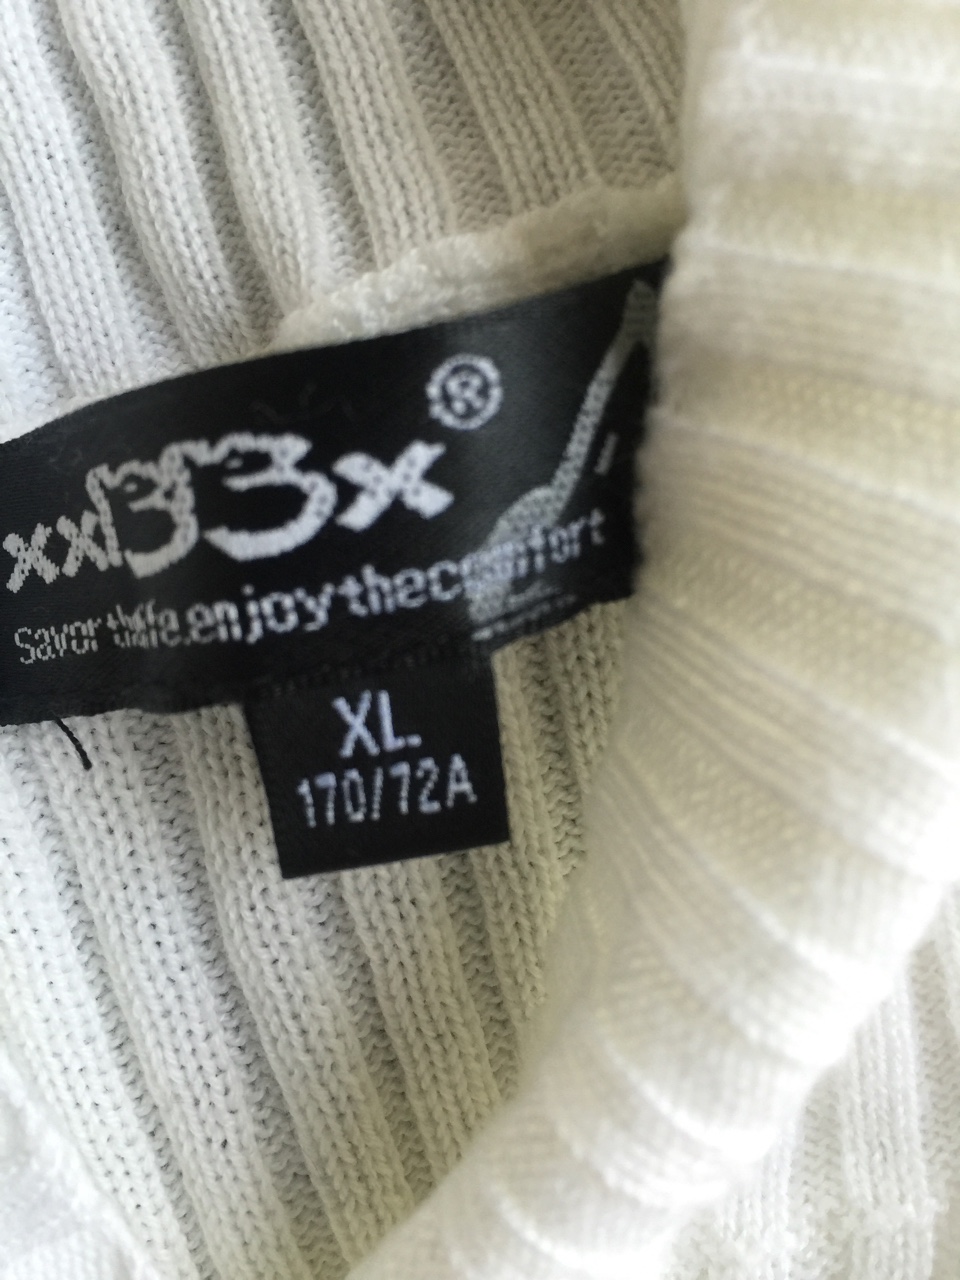 xxBBx®
Savor the life.enjoy the comfort
XL.
170/72A